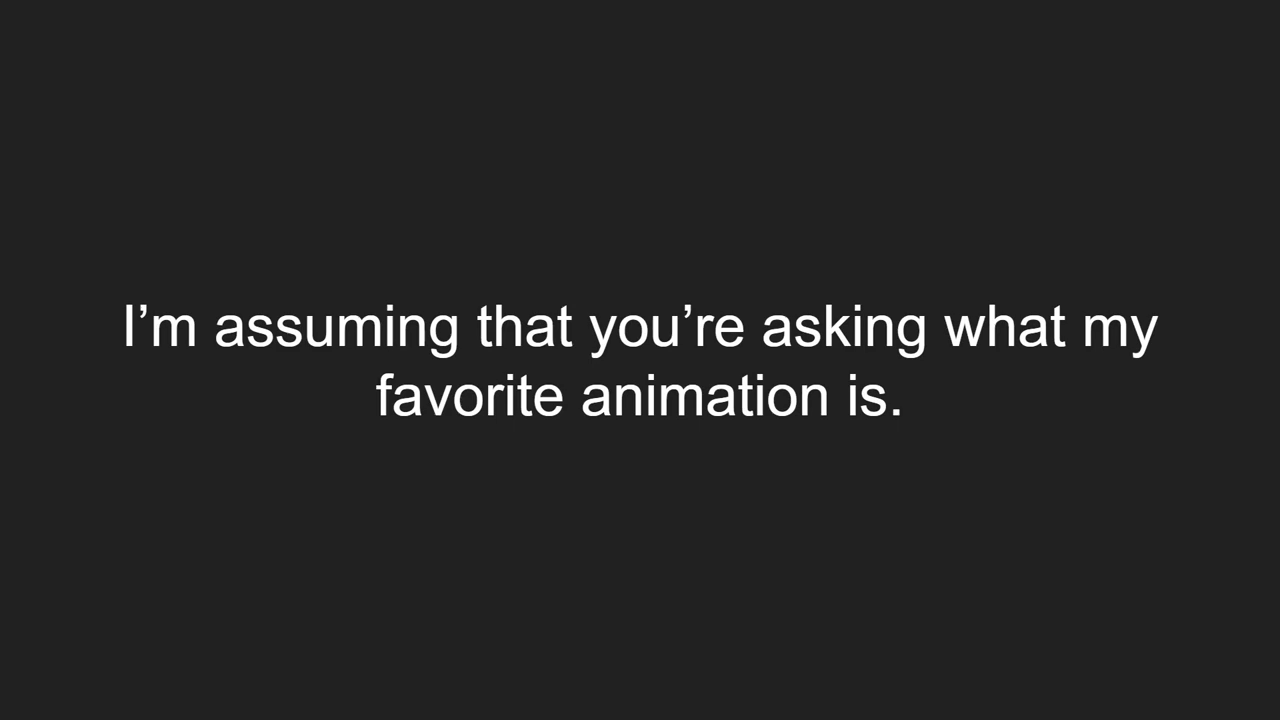 I’m assuming that you’re asking what my
favorite animation is.